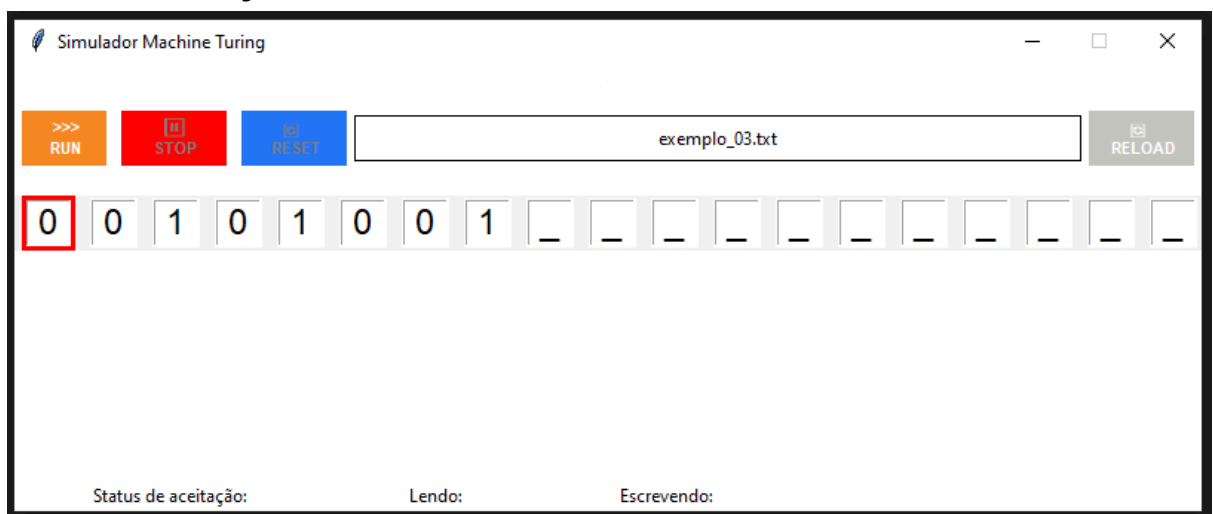 Simulador Machine Turing
>>>
RUN
STOP
RESET
exemplo_03.txt
RELOAD
0 0 1 0 1 0 0 1 _ _ _ _ _ _ _ _ _ _ _
Status de aceitação: Lendo: Escrevendo: